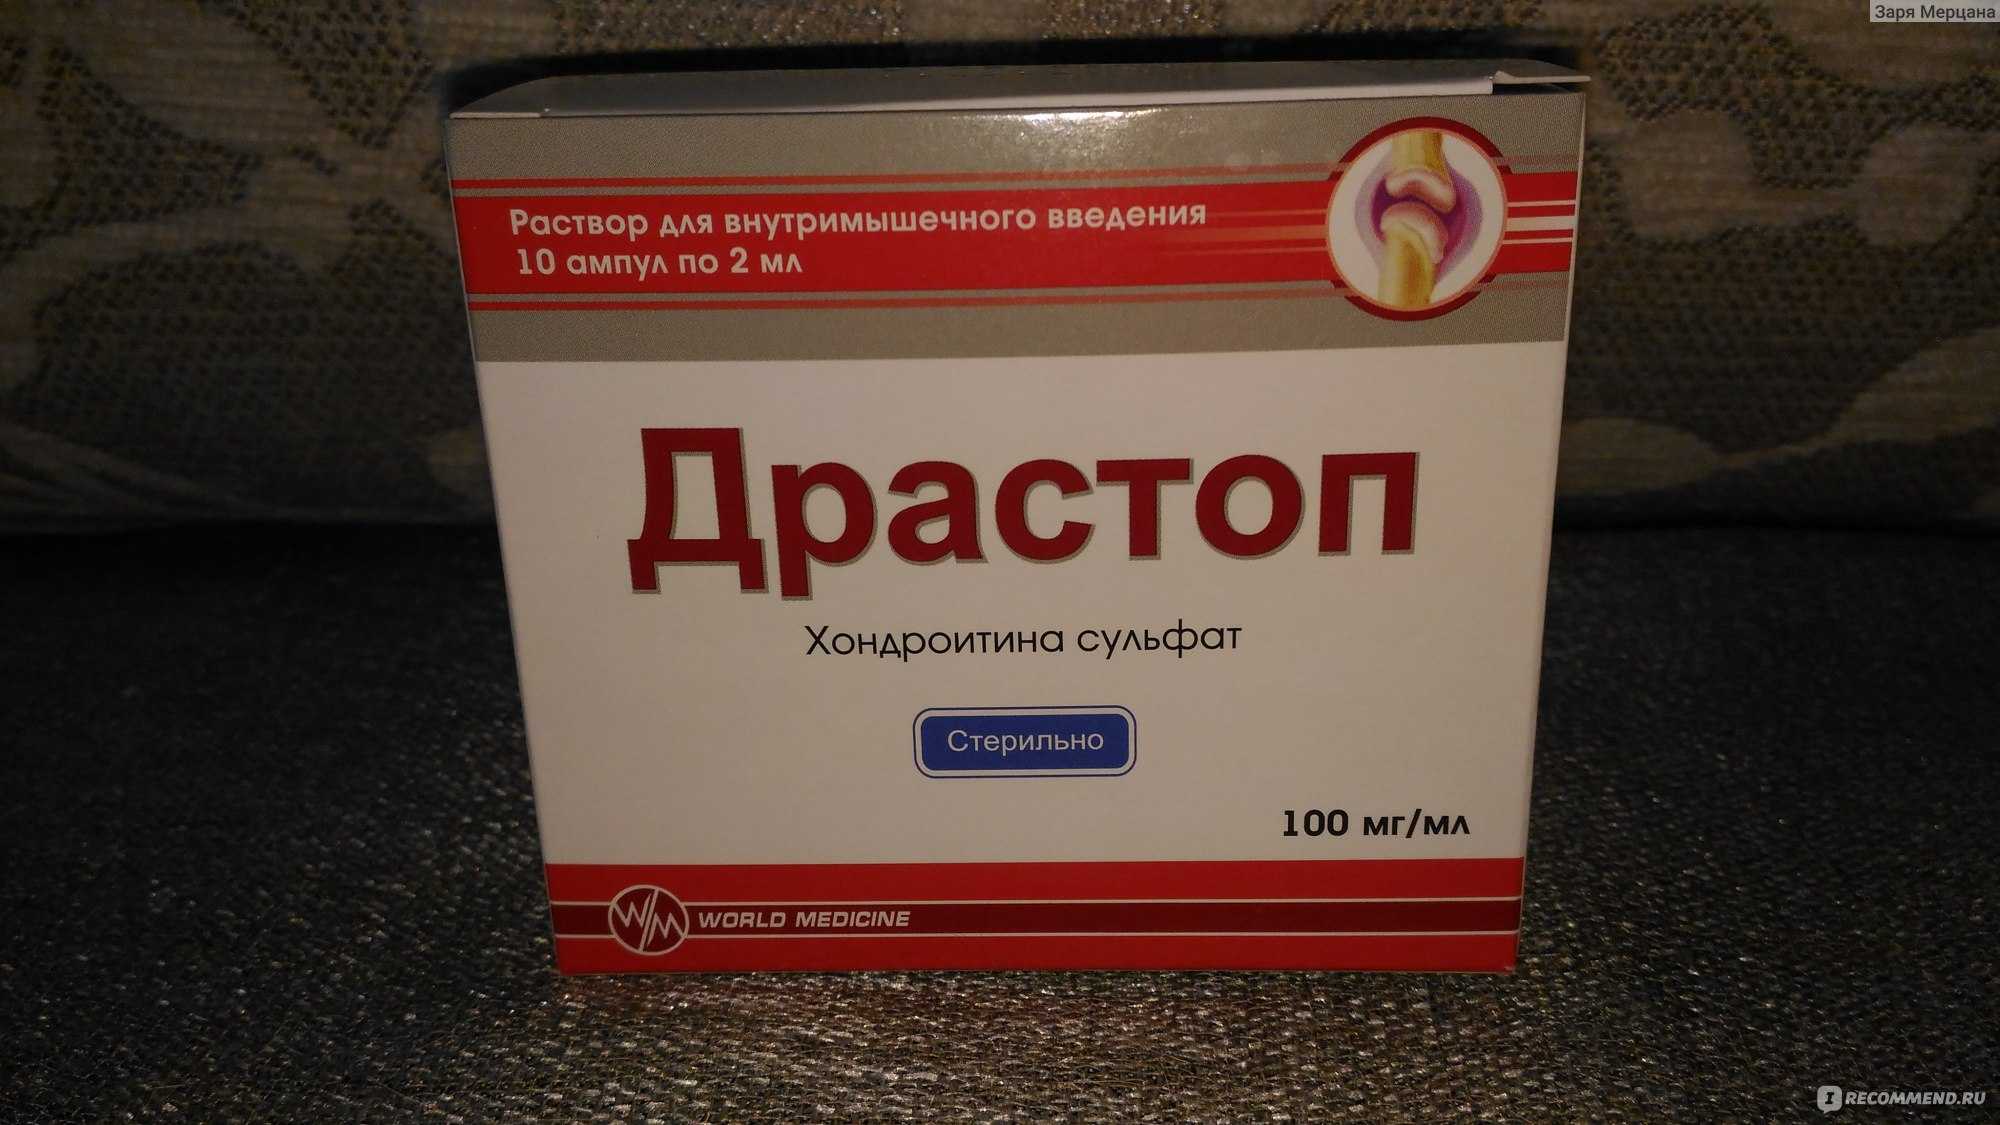 Заря Мерцана
Раствор для внутримышечного введения
10 ампул по 2 мл
Драстоп
Хондроитина сульфат
Стерильно
100 мг/мл
WM WORLD MEDICINE
I RECOMMEND.RU